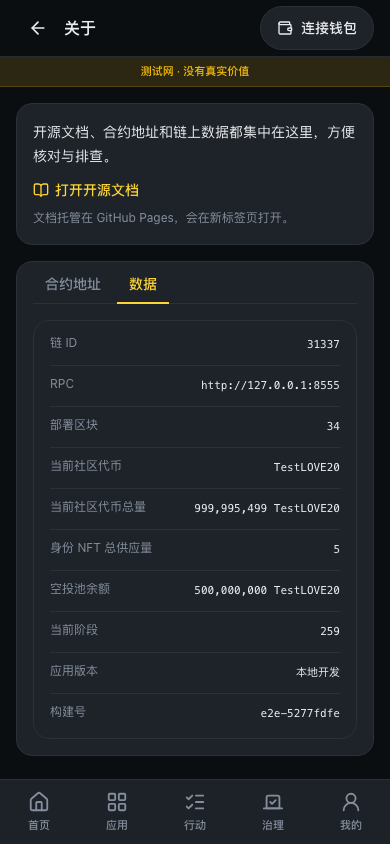 关于
连接钱包
测试网 · 没有真实价值
开源文档、合约地址和链上数据都集中在这里，方便
核对与排查。
打开开源文档
文档托管在 GitHub Pages，会在新标签页打开。
合约地址 数据
链 ID 31337
RPC http://127.0.0.1:8555
部署区块 34
当前社区代币 TestLOVE20
当前社区代币总量 999,995,499 TestLOVE20
身份 NFT 总供应量 5
空投池余额 500,000,000 TestLOVE20
当前阶段 259
应用版本 本地开发
构建号 e2e-5277fdfe
首页 应用 行动 治理 我的